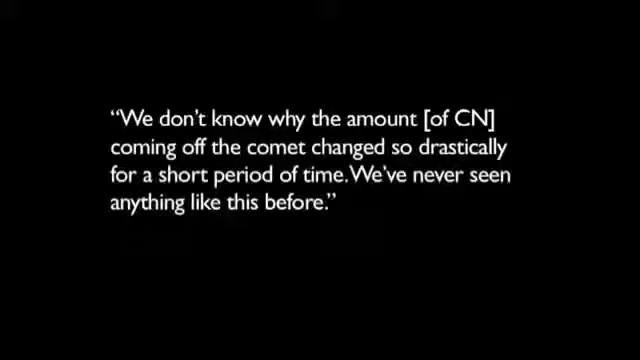 “We don’t know why the amount [of CN]
coming off the comet changed so drastically
for a short period of time. We’ve never seen
anything like this before.”